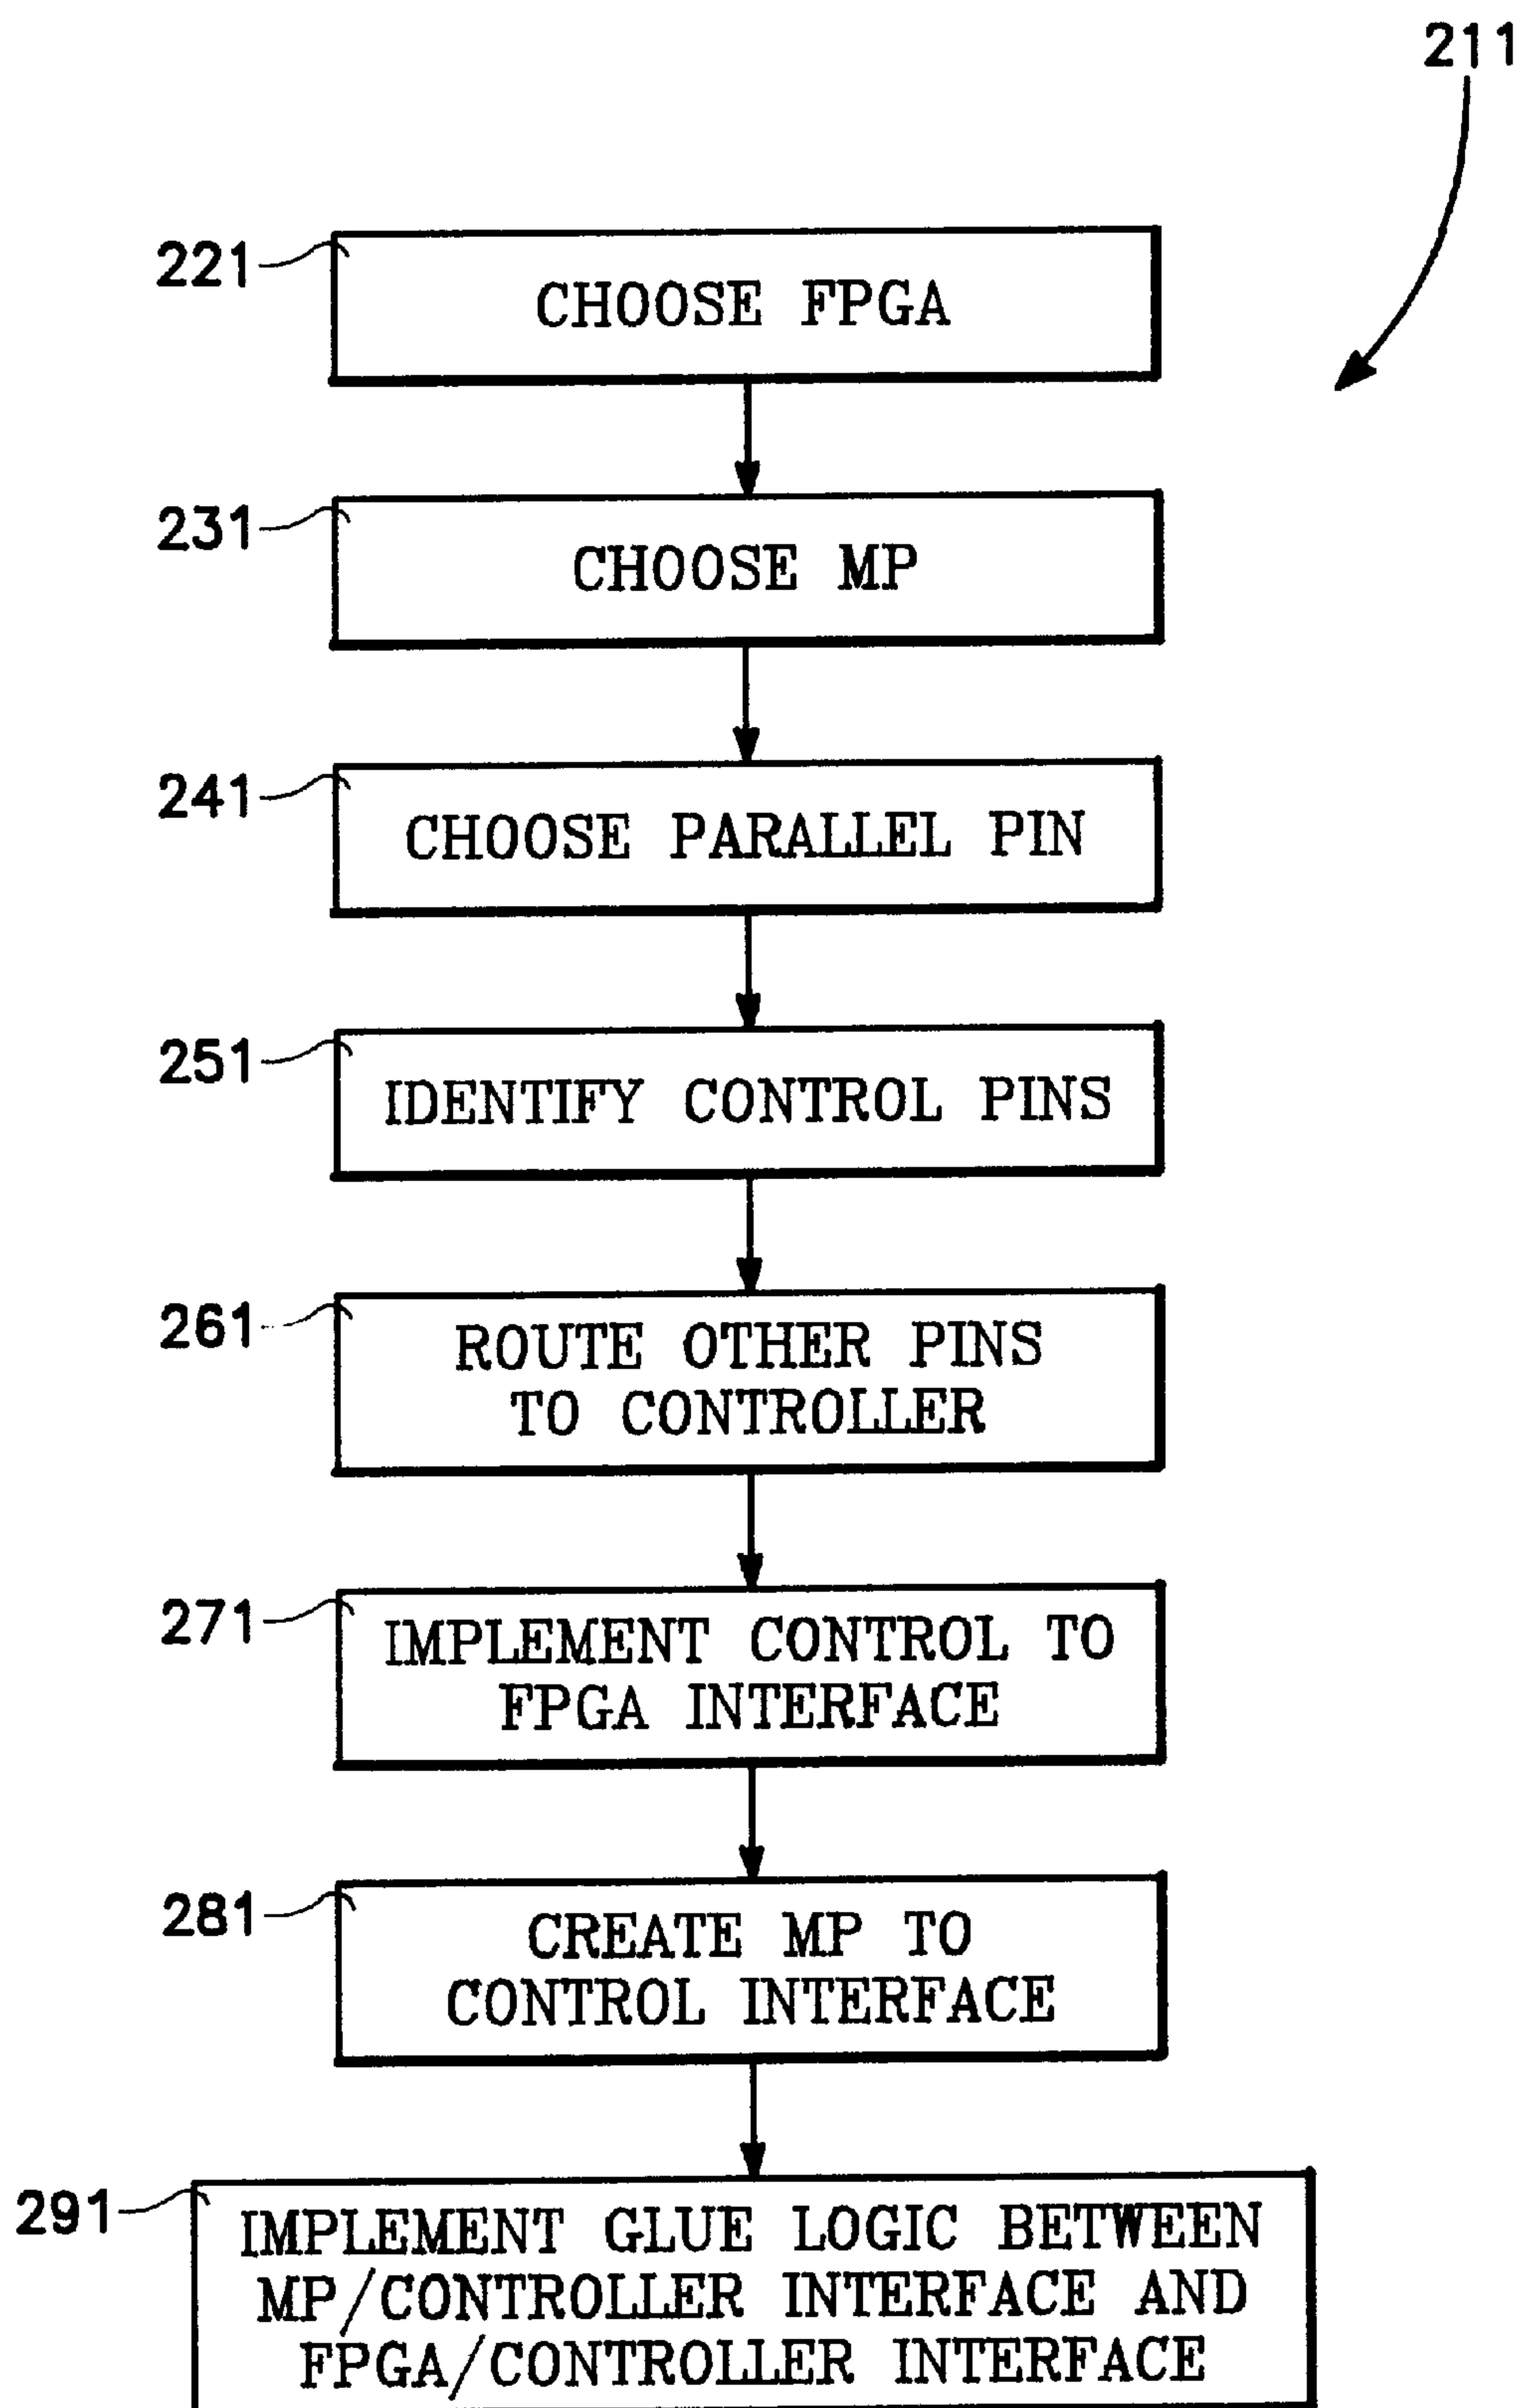 211
221
CHOOSE FPGA
231
CHOOSE MP
241
CHOOSE PARALLEL PIN
251
IDENTIFY CONTROL PINS
261
ROUTE OTHER PINS
TO CONTROLLER
271
IMPLEMENT CONTROL TO
FPGA INTERFACE
281
CREATE MP TO
CONTROL INTERFACE
291
IMPLEMENT GLUE LOGIC BETWEEN
MP/CONTROLLER INTERFACE AND
FPGA/CONTROLLER INTERFACE